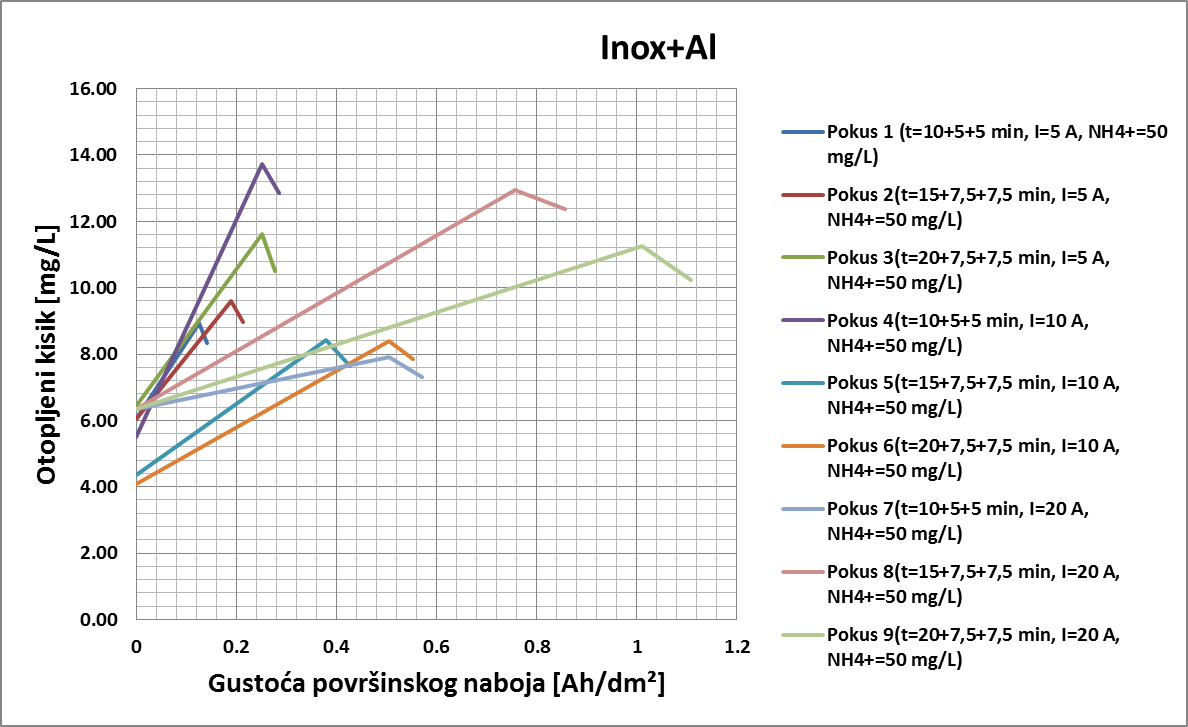 Inox+Al
Otopljeni kisik [mg/L]
16.00
14.00
12.00
10.00
8.00
6.00
4.00
2.00
0.00
0
0.2
0.4
0.6
0.8
1
1.2
Gustoća površinskog naboja [Ah/dm²]
Pokus 1 (t=10+5+5 min, I=5 A, NH4+=50
mg/L)
Pokus 2(t=15+7,5+7,5 min, I=5 A,
NH4+=50 mg/L)
Pokus 3(t=20+7,5+7,5 min, I=5 A,
NH4+=50 mg/L)
Pokus 4(t=10+5+5 min, I=10 A,
NH4+=50 mg/L)
Pokus 5(t=15+7,5+7,5 min, I=10 A,
NH4+=50 mg/L)
Pokus 6(t=20+7,5+7,5 min, I=10 A,
NH4+=50 mg/L)
Pokus 7(t=10+5+5 min, I=20 A,
NH4+=50 mg/L)
Pokus 8(t=15+7,5+7,5 min, I=20 A,
NH4+=50 mg/L)
Pokus 9(t=20+7,5+7,5 min, I=20 A,
NH4+=50 mg/L)